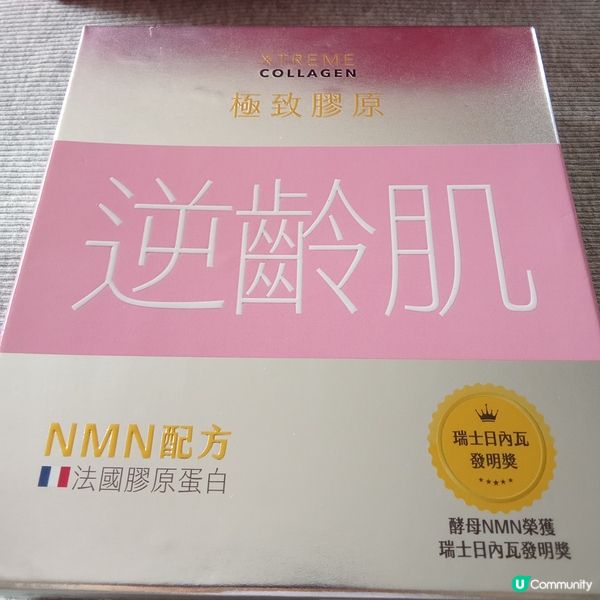 XTREME
COLLAGEN
極致膠原
逆齡肌
NMN配方
法國膠原蛋白
瑞士日內瓦
發明獎
酵母NMN榮獲
瑞士日內瓦發明獎
U Community